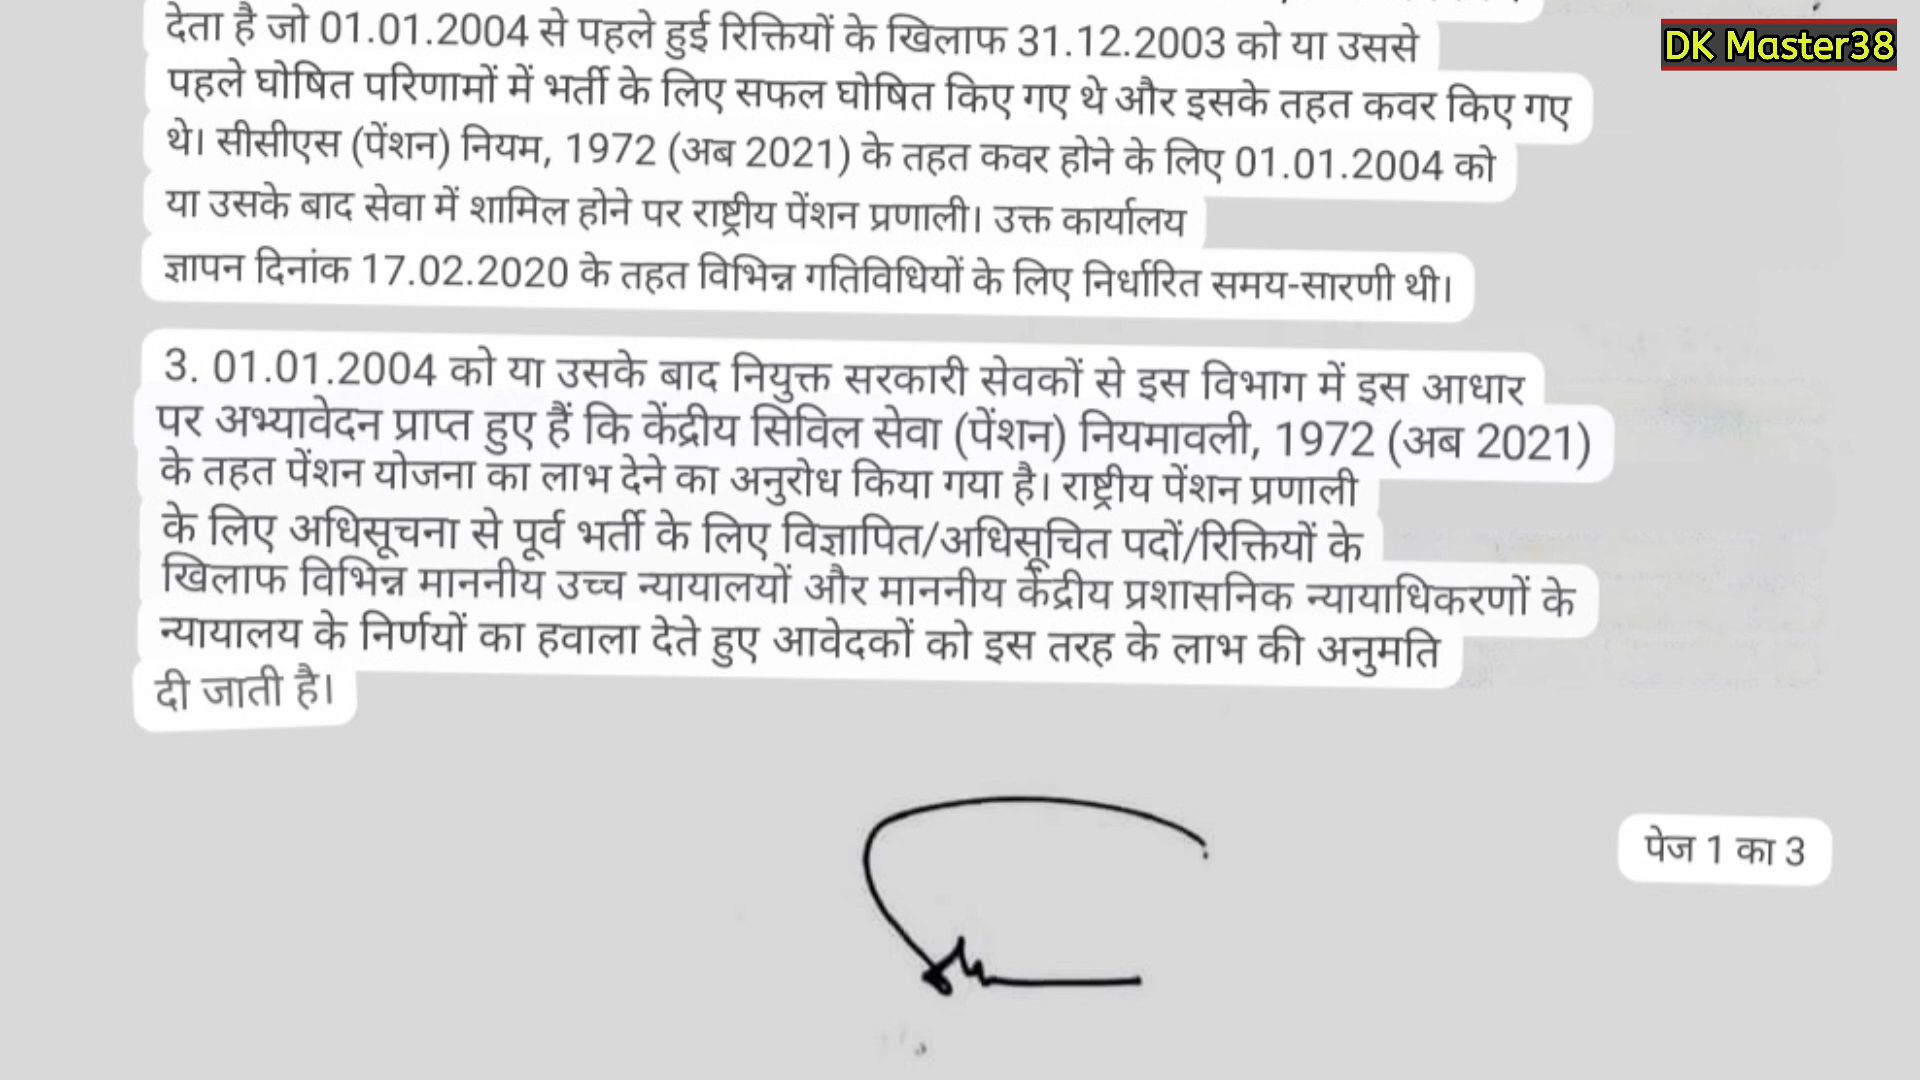 देता है जो 01.01.2004 से पहले हुई रिक्तियों के खिलाफ 31.12.2003 को या उससे
पहले घोषित परिणामों में भर्ती के लिए सफल घोषित किए गए थे और इसके तहत कवर किए गए
थे। सीसीएस (पेंशन) नियम, 1972 (अब 2021) के तहत कवर होने के लिए 01.01.2004 को
या उसके बाद सेवा में शामिल होने पर राष्ट्रीय पेंशन प्रणाली। उक्त कार्यालय
ज्ञापन दिनांक 17.02.2020 के तहत विभिन्न गतिविधियों के लिए निर्धारित समय-सारणी थी।
3. 01.01.2004 को या उसके बाद नियुक्त सरकारी सेवकों से इस विभाग में इस आधार
पर अभ्यावेदन प्राप्त हुए हैं कि केंद्रीय सिविल सेवा (पेंशन) नियमावली, 1972 (अब 2021)
के तहत पेंशन योजना का लाभ देने का अनुरोध किया गया है। राष्ट्रीय पेंशन प्रणाली
के लिए अधिसूचना से पूर्व भर्ती के लिए विज्ञापित/अधिसूचित पदों/रिक्तियों के
खिलाफ विभिन्न माननीय उच्च न्यायालयों और माननीय केंद्रीय प्रशासनिक न्यायाधिकरणों के
न्यायालय के निर्णयों का हवाला देते हुए आवेदकों को इस तरह के लाभ की अनुमति
दी जाती है।
पेज 1 का 3
DK Master38